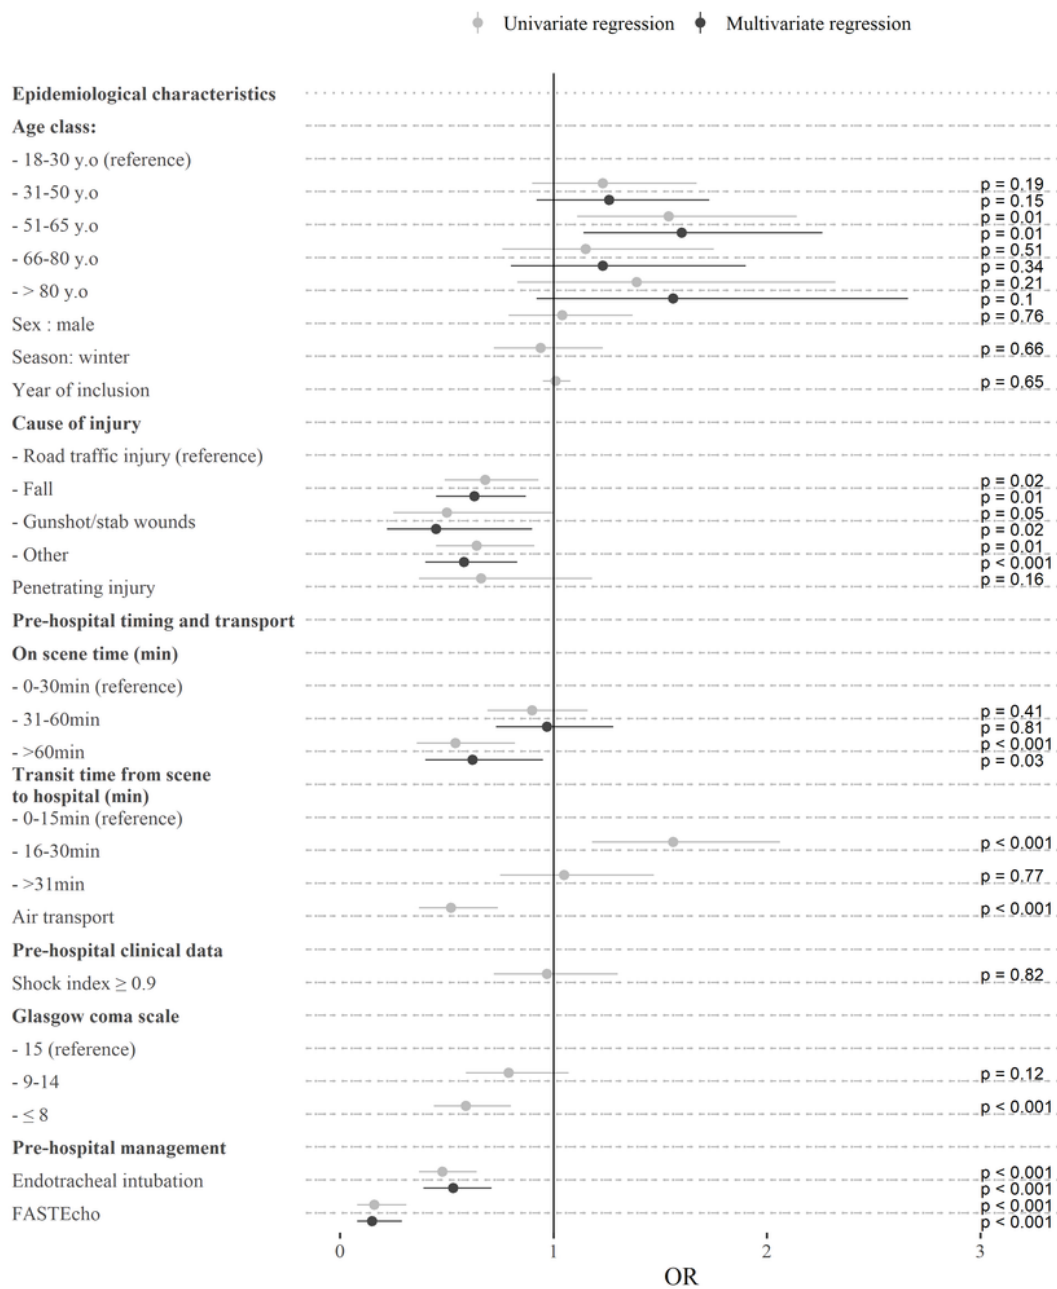 Univariate regression Multivariate regression
Epidemiological characteristics
Age class:
- 18-30 y.o (reference)
- 31-50 y.o p = 0.19
p = 0.15
- 51-65 y.o p = 0.01
p = 0.01
- 66-80 y.o p = 0.51
p = 0.34
- > 80 y.o p = 0.21
p = 0.1
Sex : male p = 0.76
Season: winter p = 0.66
Year of inclusion p = 0.65
Cause of injury
- Road traffic injury (reference)
- Fall p = 0.02
p = 0.01
- Gunshot/stab wounds p = 0.05
p = 0.02
- Other p = 0.01
p < 0.001
Penetrating injury p = 0.16
Pre-hospital timing and transport
On scene time (min)
- 0-30min (reference)
- 31-60min p = 0.41
p = 0.81
- >60min p < 0.001
p = 0.03
Transit time from scene
to hospital (min)
- 0-15min (reference)
- 16-30min p < 0.001
- >31min p = 0.77
Air transport p < 0.001
Pre-hospital clinical data
Shock index ≥ 0.9 p = 0.82
Glasgow coma scale
- 15 (reference)
- 9-14 p = 0.12
- ≤ 8 p < 0.001
Pre-hospital management
Endotracheal intubation p < 0.001
p < 0.001
FASTEcho p < 0.001
p < 0.001
0 1 2 3
OR